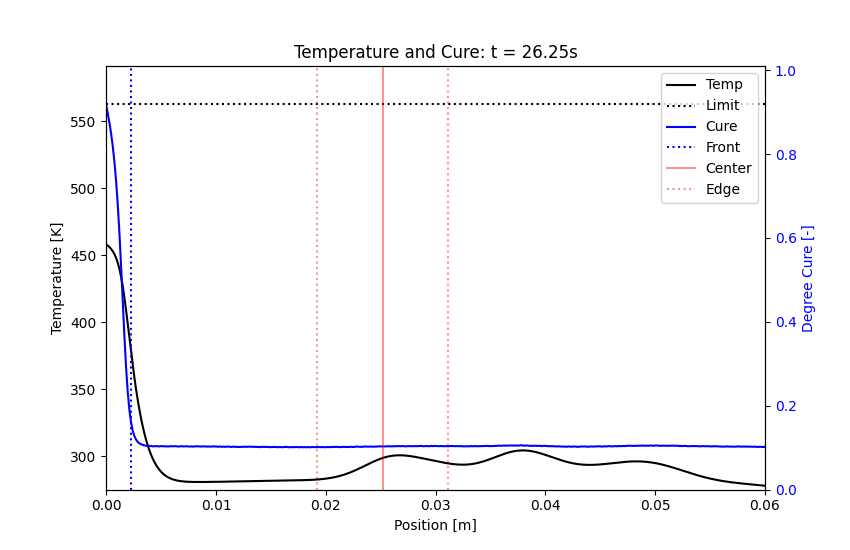 Temperature and Cure: t = 26.25s
Temp
Limit
Cure
Front
Center
Edge
Temperature [K]
550
500
450
400
350
300
Degree Cure [-]
1.0
0.8
0.6
0.4
0.2
0.0
0.00 0.01 0.02 0.03 0.04 0.05 0.06
Position [m]